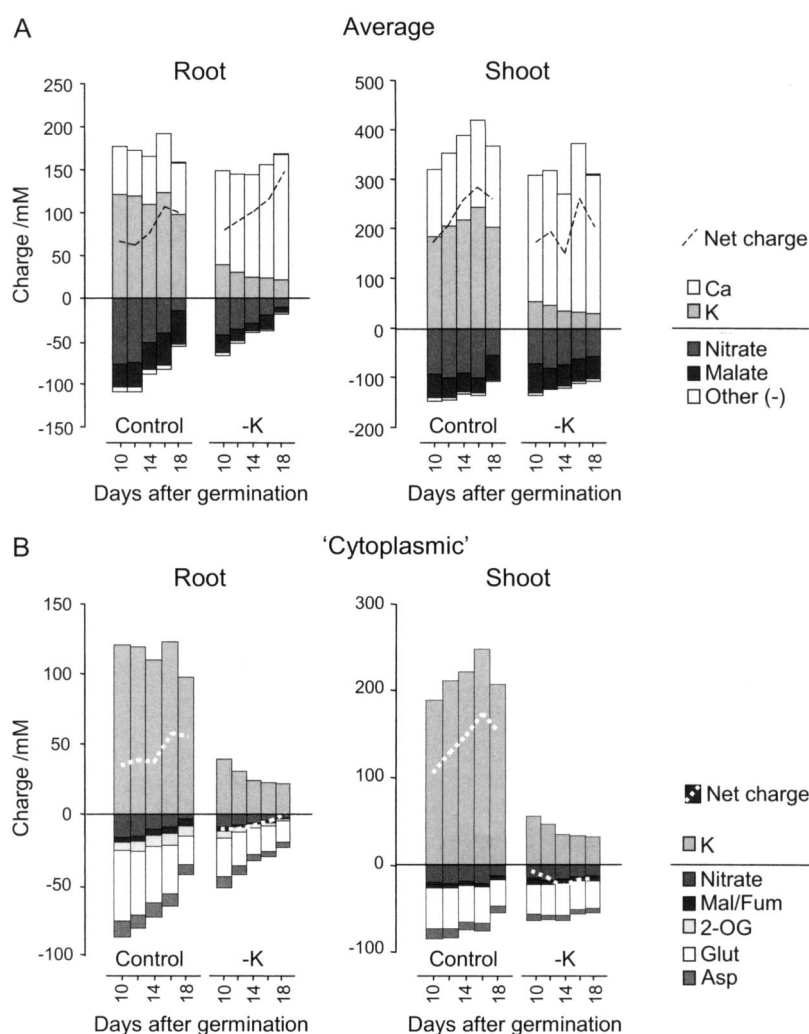 A
Average
Root
Shoot
250
200
150
100
50
0
-50
-100
-150
Charge /mM
Control
-K
10
14
18
10
14
18
Days after germination
500
400
300
200
100
0
-100
-200
Control
-K
10
14
18
10
14
18
Days after germination
Net charge
Ca
K
Nitrate
Malate
Other (-)
B
'Cytoplasmic'
Root
Shoot
150
100
50
0
-50
-100
Charge /mM
Control
-K
10
14
18
10
14
18
Days after germination
300
200
100
0
-100
Control
-K
10
14
18
10
14
18
Days after germination
Net charge
K
Nitrate
Mal/Fum
2-OG
Glut
Asp